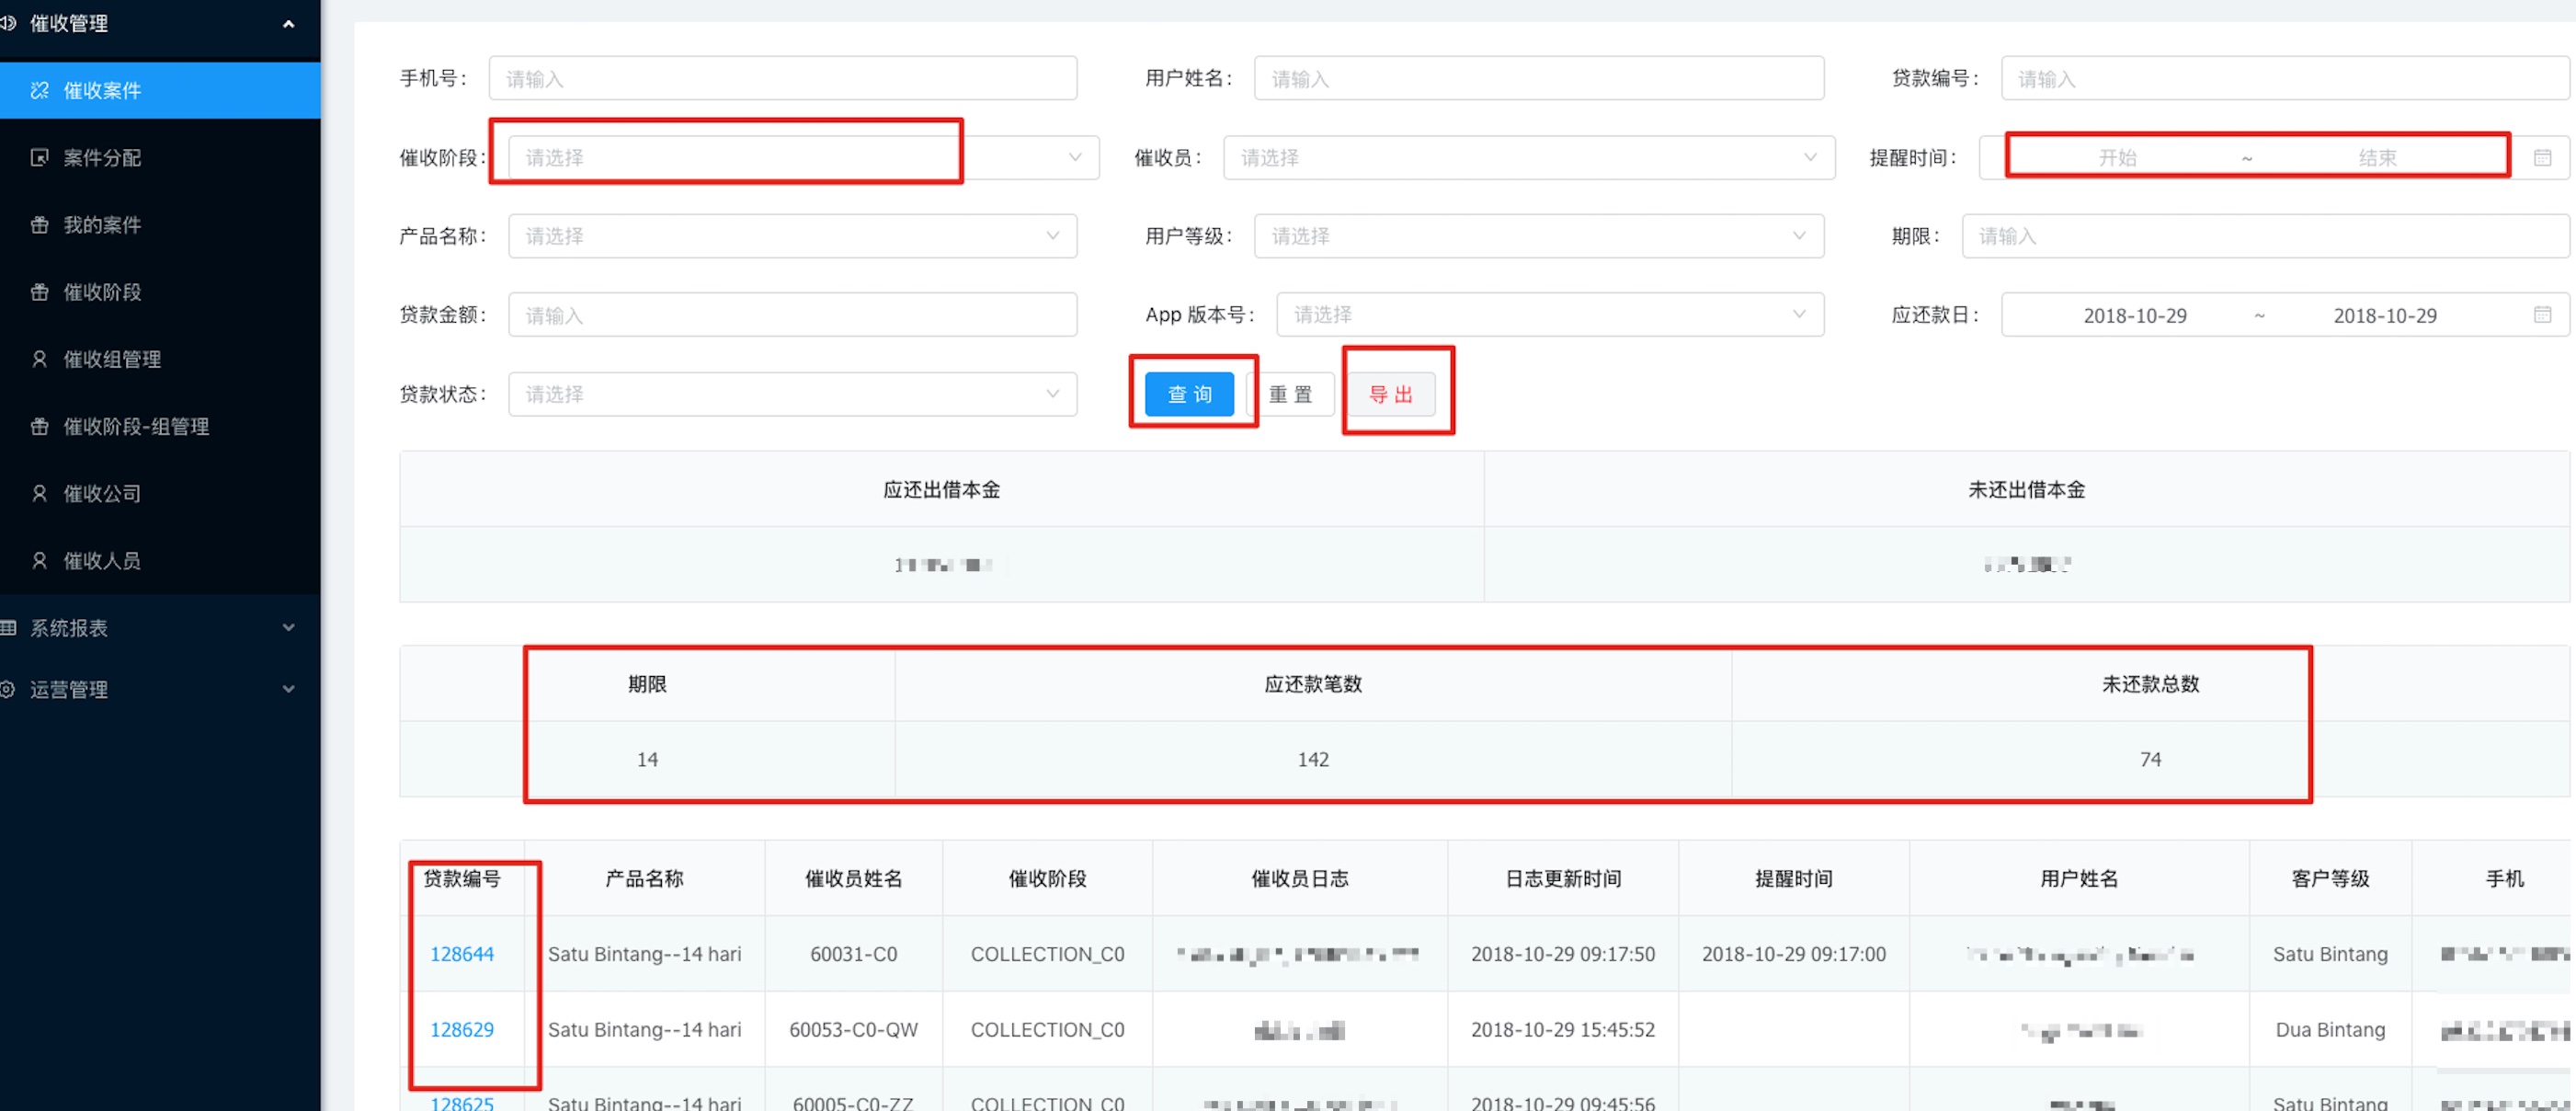 催收管理
催收案件
案件分配
我的案件
催收阶段
催收组管理
催收阶段-组管理
催收公司
催收人员
系统报表
运营管理
手机号: 请输入 用户姓名: 请输入 贷款编号: 请输入
催收阶段: 请选择 催收员: 请选择 提醒时间: 开始 ~ 结束
产品名称: 请选择 用户等级: 请选择 期限: 请输入
贷款金额: 请输入 App 版本号: 请选择 应还款日: 2018-10-29 ~ 2018-10-29
贷款状态: 请选择 查 询 重 置 导 出
应还出借本金 未还出借本金
期限 应还款笔数 未还款总数
14 142 74
贷款编号 产品名称 催收员姓名 催收阶段 催收员日志 日志更新时间 提醒时间 用户姓名 客户等级 手机
128644 Satu Bintang--14 hari 60031-C0 COLLECTION_C0 2018-10-29 09:17:50 2018-10-29 09:17:00 Satu Bintang
128629 Satu Bintang--14 hari 60053-C0-QW COLLECTION_C0 2018-10-29 15:45:52 Dua Bintang
128625 Satu Bintang--14 hari 60005-C0-ZZ COLLECTION_C0 2018-10-29 09:45:56 Satu Bintang